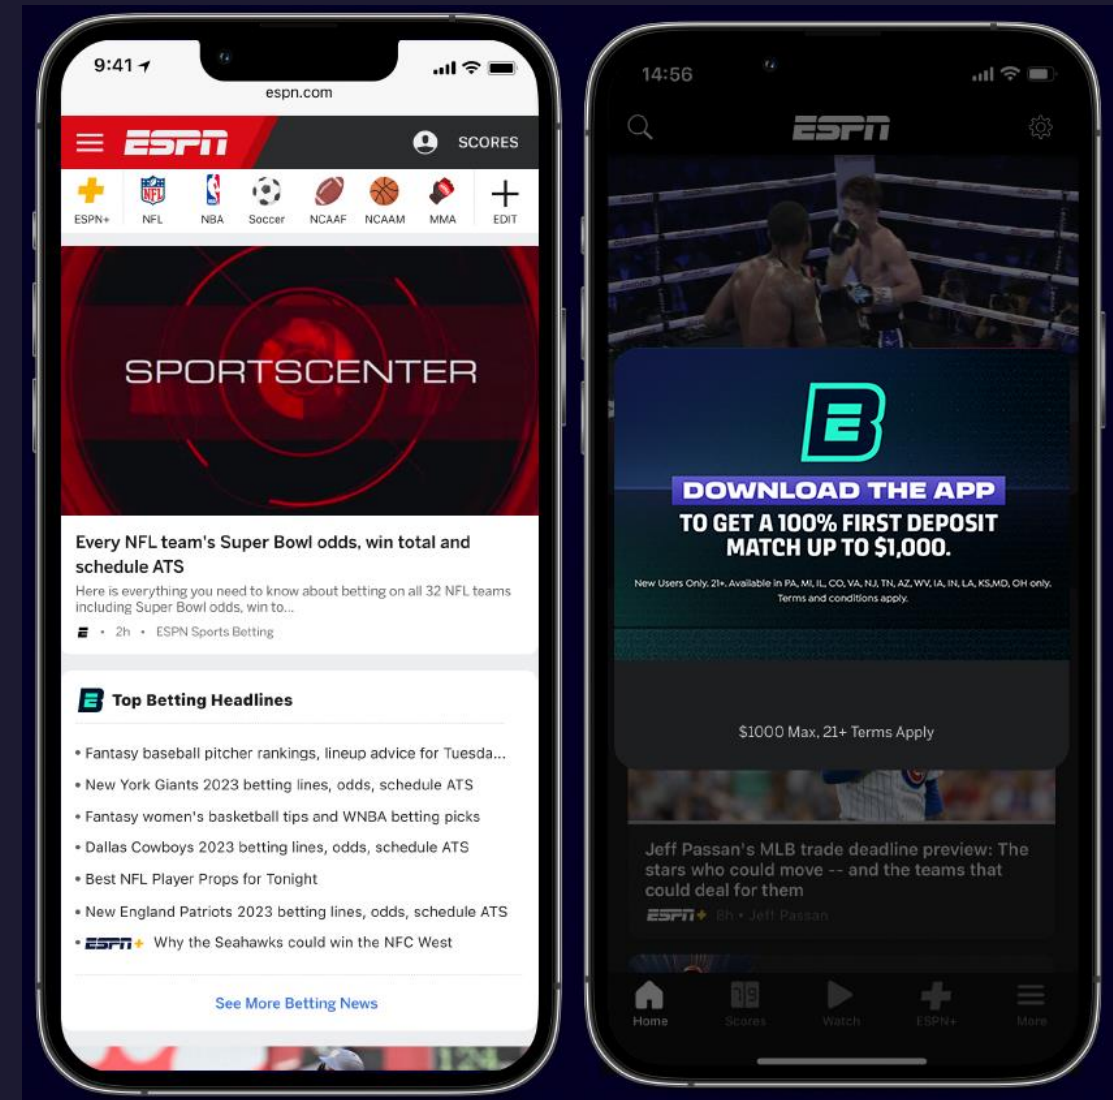 9:41
espn.com
ESPN
SCORES
ESPN+
NFL
NBA
Soccer
NCAAF
NCAAM
MMA
EDIT
SPORTSCENTER
Every NFL team's Super Bowl odds, win total and
schedule ATS
Here is everything you need to know about betting on all 32 NFL teams
including Super Bowl odds, win to...
E • 2h • ESPN Sports Betting
Top Betting Headlines
• Fantasy baseball pitcher rankings, lineup advice for Tuesda...
• New York Giants 2023 betting lines, odds, schedule ATS
• Fantasy women's basketball tips and WNBA betting picks
• Dallas Cowboys 2023 betting lines, odds, schedule ATS
• Best NFL Player Props for Tonight
• New England Patriots 2023 betting lines, odds, schedule ATS
• ESPN+ Why the Seahawks could win the NFC West
See More Betting News
14:56
ESPN
DOWNLOAD THE APP
TO GET A 100% FIRST DEPOSIT
MATCH UP TO $1,000.
New Users Only. 21+. Available in PA, MI, IL, CO, VA, NJ, TN, AZ, WV, IA, IN, LA, KS,MD, OH only.
Terms and conditions apply.
$1000 Max, 21+ Terms Apply
Jeff Passan's MLB trade deadline preview: The
stars who could move -- and the teams that
could deal for them
ESPN+ 8h • Jeff Passan
Home
Scores
Watch
ESPN+
More